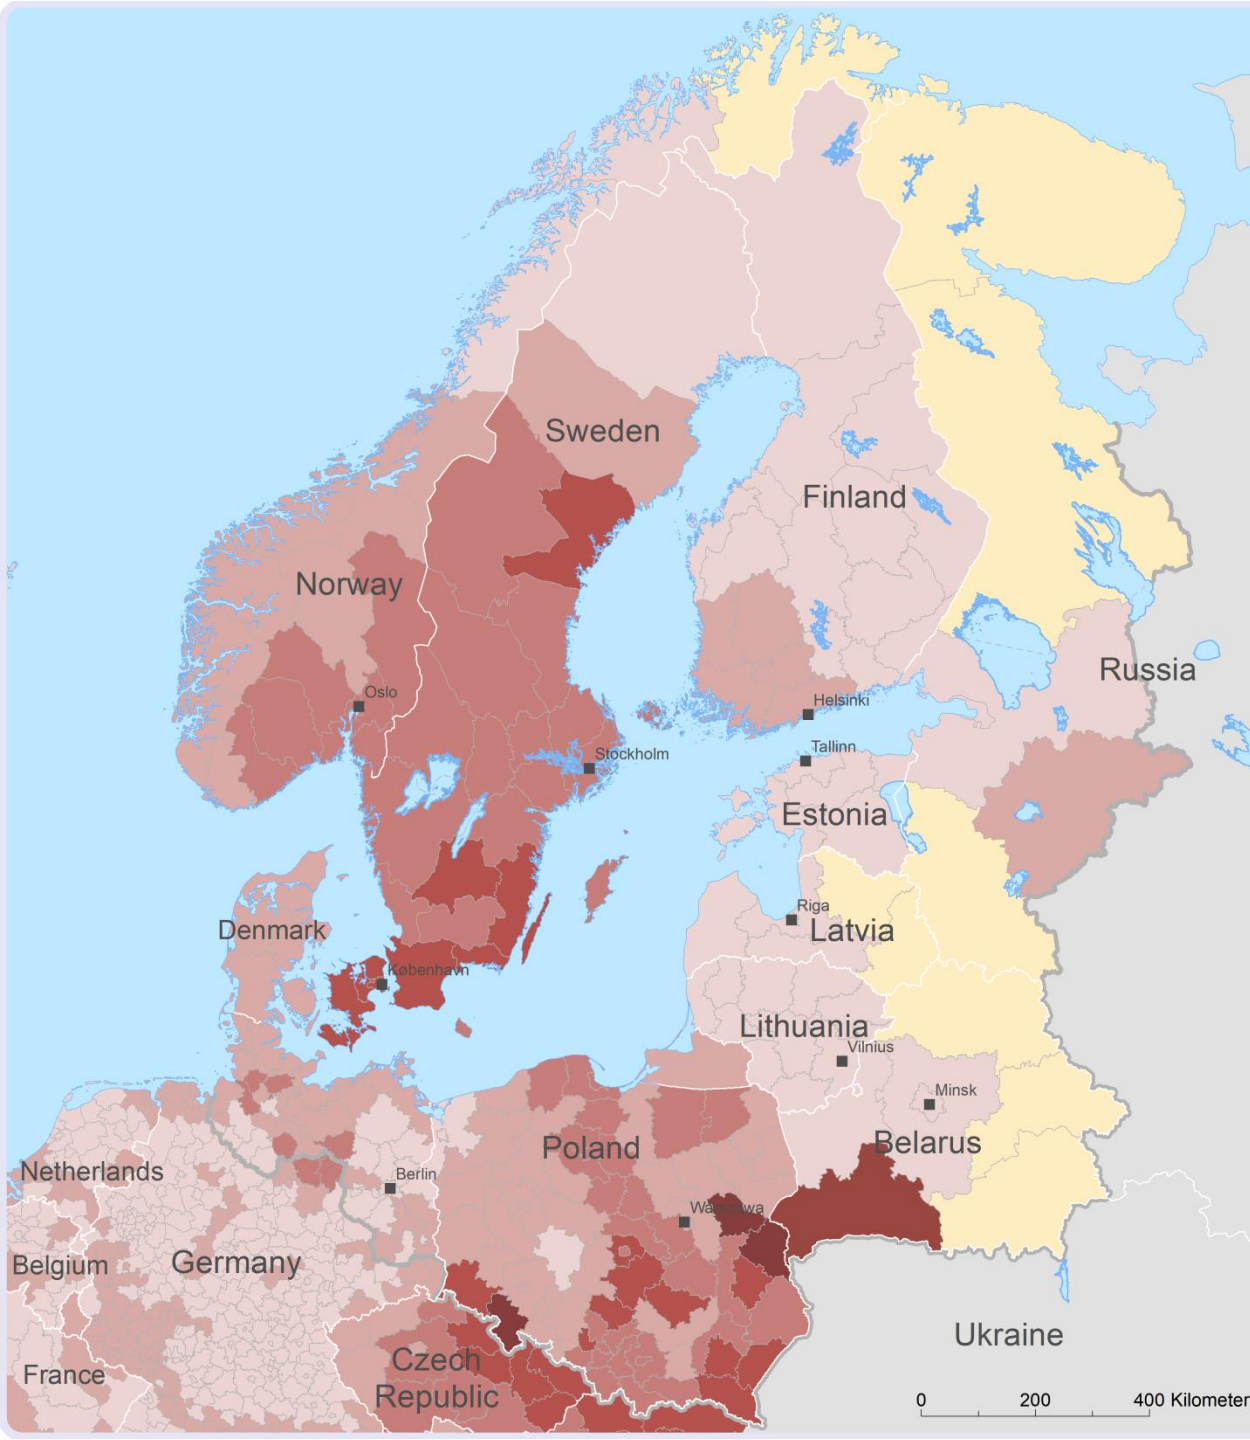 Sweden
Finland
Norway
Russia
Oslo
Helsinki
Stockholm
Tallinn
Estonia
Riga
Denmark
Latvia
København
Lithuania
Vilnius
Minsk
Belarus
Poland
Netherlands
Berlin
Warszawa
Belgium
Germany
Ukraine
Czech
Republic
France
0 200 400 Kilometer